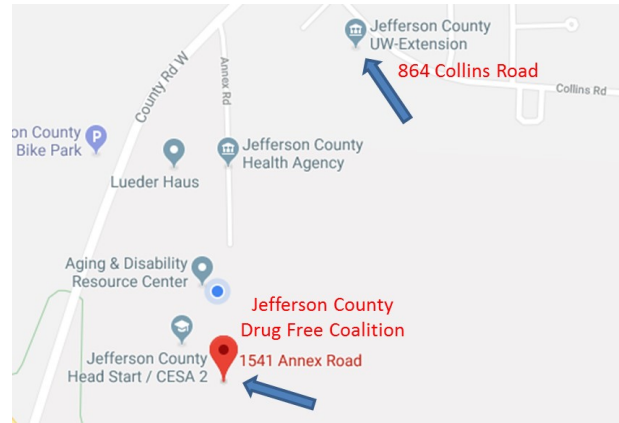 Jefferson County
UW-Extension
864 Collins Road
Collins Rd
County Rd W
Annex Rd
on County
Bike Park
P
Jefferson County
Health Agency
Lueder Haus
Aging & Disability
Resource Center
Jefferson County
Drug Free Coalition
Jefferson County
Head Start / CESA 2
1541 Annex Road